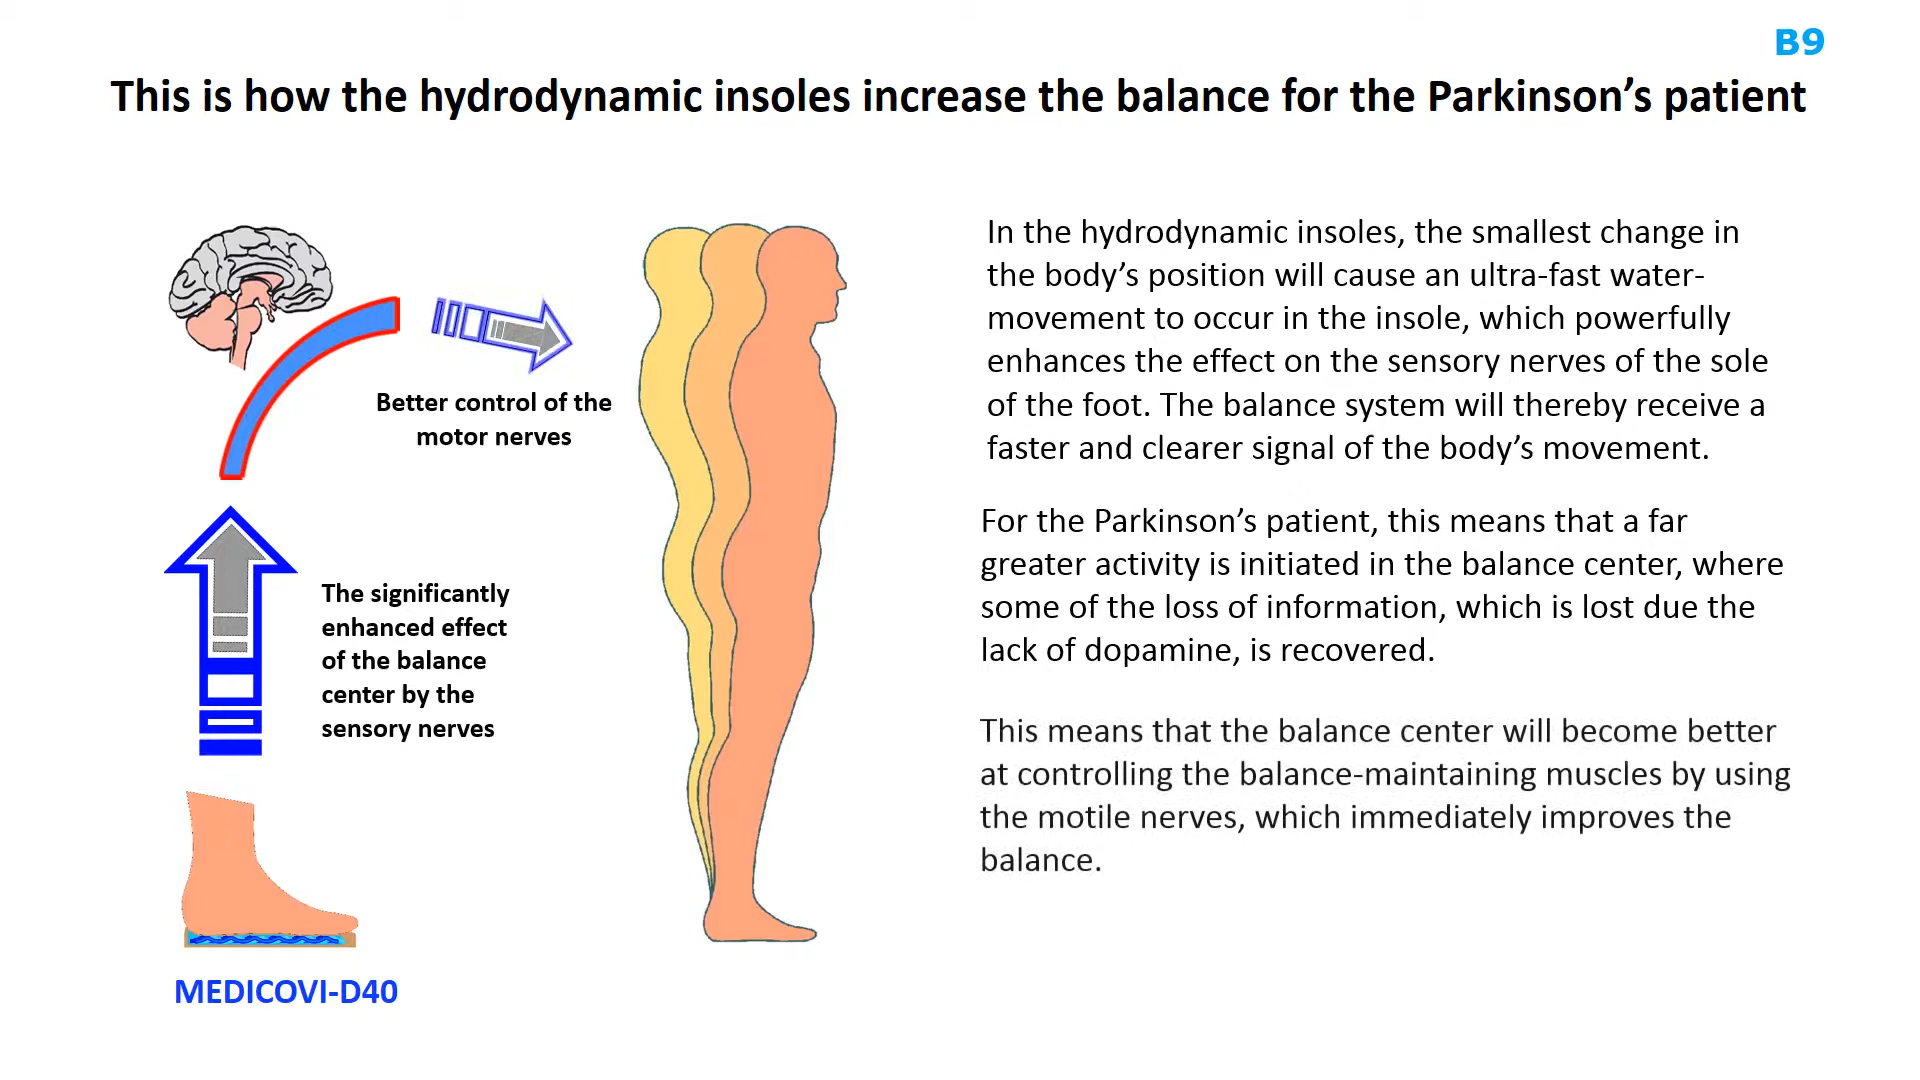 B9
This is how the hydrodynamic insoles increase the balance for the Parkinson’s patient
Better control of the
motor nerves
The significantly
enhanced effect
of the balance
center by the
sensory nerves
MEDICOVI-D40
In the hydrodynamic insoles, the smallest change in
the body’s position will cause an ultra-fast water-
movement to occur in the insole, which powerfully
enhances the effect on the sensory nerves of the sole
of the foot. The balance system will thereby receive a
faster and clearer signal of the body’s movement.
For the Parkinson’s patient, this means that a far
greater activity is initiated in the balance center, where
some of the loss of information, which is lost due the
lack of dopamine, is recovered.
This means that the balance center will become better
at controlling the balance-maintaining muscles by using
the motile nerves, which immediately improves the
balance.